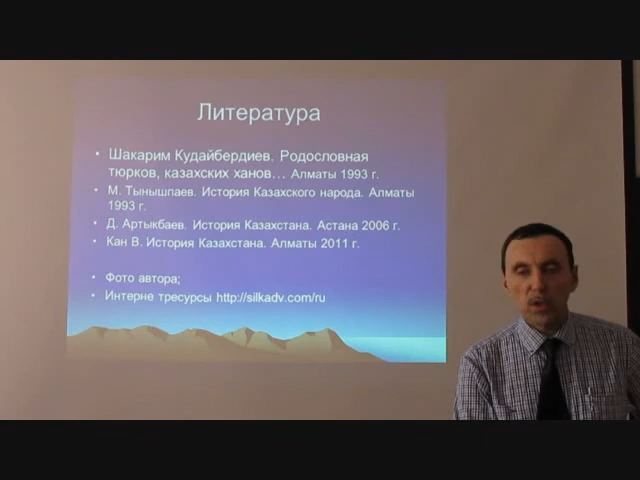 Литература
• Шакарим Кудайбердиев. Родословная
тюрков, казахских ханов… Алматы 1993 г.
• М. Тынышпаев. История Казахского народа. Алматы
1993 г.
• Д. Артыкбаев. История Казахстана. Астана 2006 г.
• Кан В. История Казахстана. Алматы 2011 г.
• Фото автора;
• Интерне тресурсы http://silkadv.com/ru